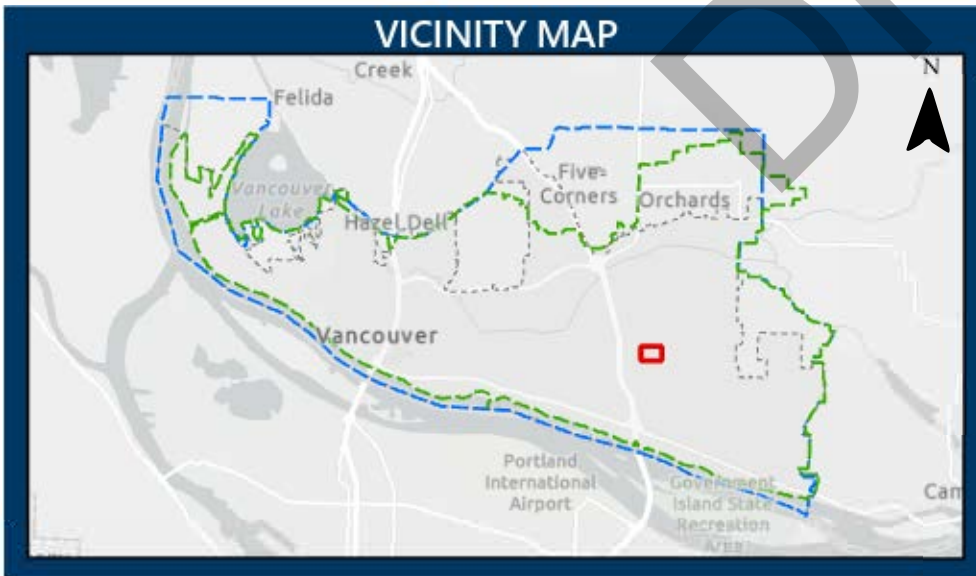 VICINITY MAP
Creek
N
Felida
Vancouver
Lake
Five
Corners
Orchards
Hazel Dell
Vancouver
Portland
International
Airport
Government
Island State
Recreation
Area
Cam